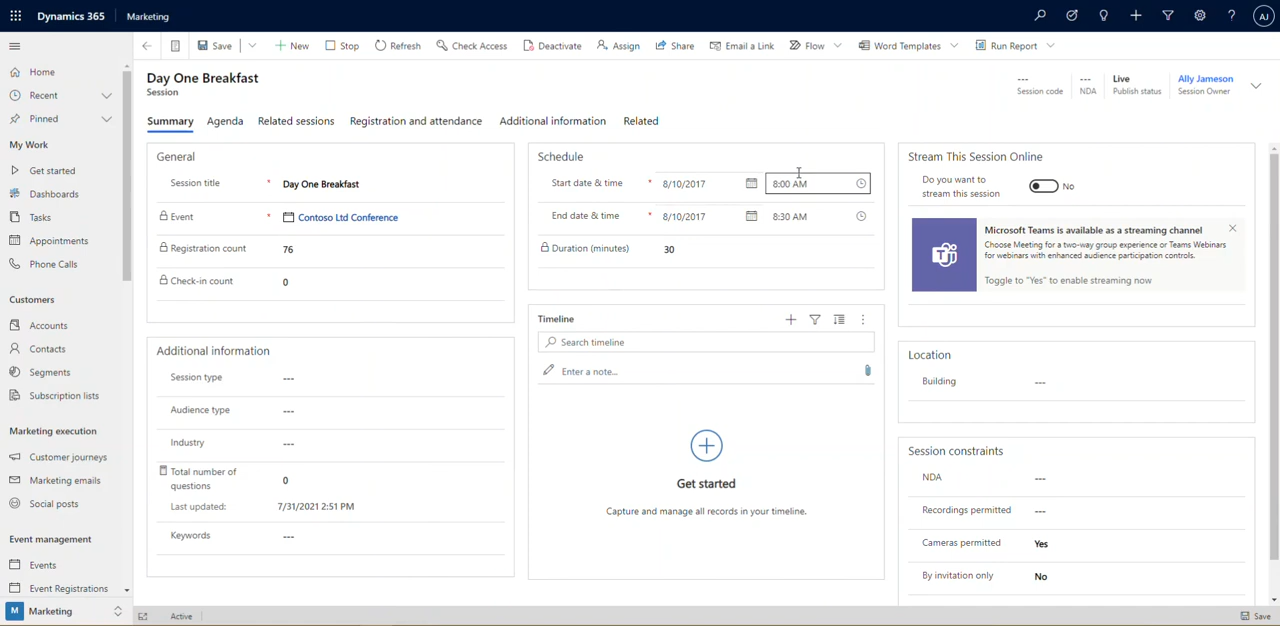 Dynamics 365 Marketing AJ
Save New Stop Refresh Check Access Deactivate Assign Share Email a Link Flow Word Templates Run Report
Home
Recent
Pinned
My Work
Get started
Dashboards
Tasks
Appointments
Phone Calls
Customers
Accounts
Contacts
Segments
Subscription lists
Marketing execution
Customer journeys
Marketing emails
Social posts
Event management
Events
Event Registrations
M Marketing
Day One Breakfast
Session
---
Session code
---
NDA
Live
Publish status
Ally Jameson
Session Owner
Summary Agenda Related sessions Registration and attendance Additional information Related
General
Session title * Day One Breakfast
Event * Contoso Ltd Conference
Registration count 76
Check-in count 0
Additional information
Session type ---
Audience type ---
Industry ---
Total number of
questions 0
Last updated: 7/31/2021 2:51 PM
Keywords ---
Schedule
Start date & time * 8/10/2017 8:00 AM
End date & time * 8/10/2017 8:30 AM
Duration (minutes) 30
Timeline
Search timeline
Enter a note...
Get started
Capture and manage all records in your timeline.
Stream This Session Online
Do you want to
stream this session No
Microsoft Teams is available as a streaming channel
Choose Meeting for a two-way group experience or Teams Webinars
for webinars with enhanced audience participation controls.
Toggle to "Yes" to enable streaming now
Location
Building ---
Session constraints
NDA ---
Recordings permitted ---
Cameras permitted Yes
By invitation only No
Active Save